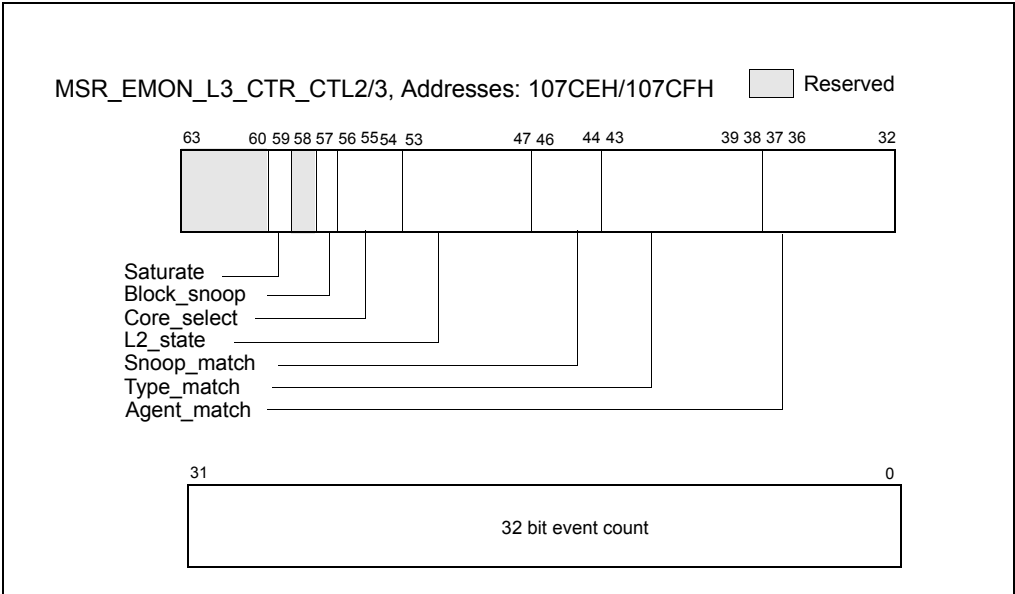 MSR_EMON_L3_CTR_CTL2/3, Addresses: 107CEH/107CFH Reserved
63 60 59 58 57 56 55 54 53 47 46 44 43 39 38 37 36 32
Saturate
Block_snoop
Core_select
L2_state
Snoop_match
Type_match
Agent_match
31 0
32 bit event count